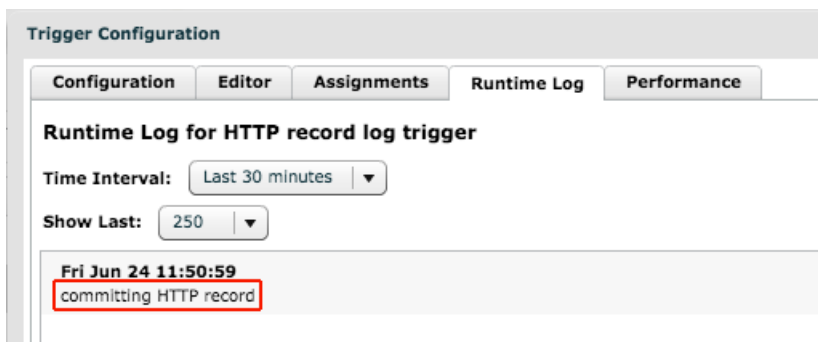 Trigger Configuration
Configuration Editor Assignments Runtime Log Performance
Runtime Log for HTTP record log trigger
Time Interval: Last 30 minutes
Show Last: 250
Fri Jun 24 11:50:59
committing HTTP record